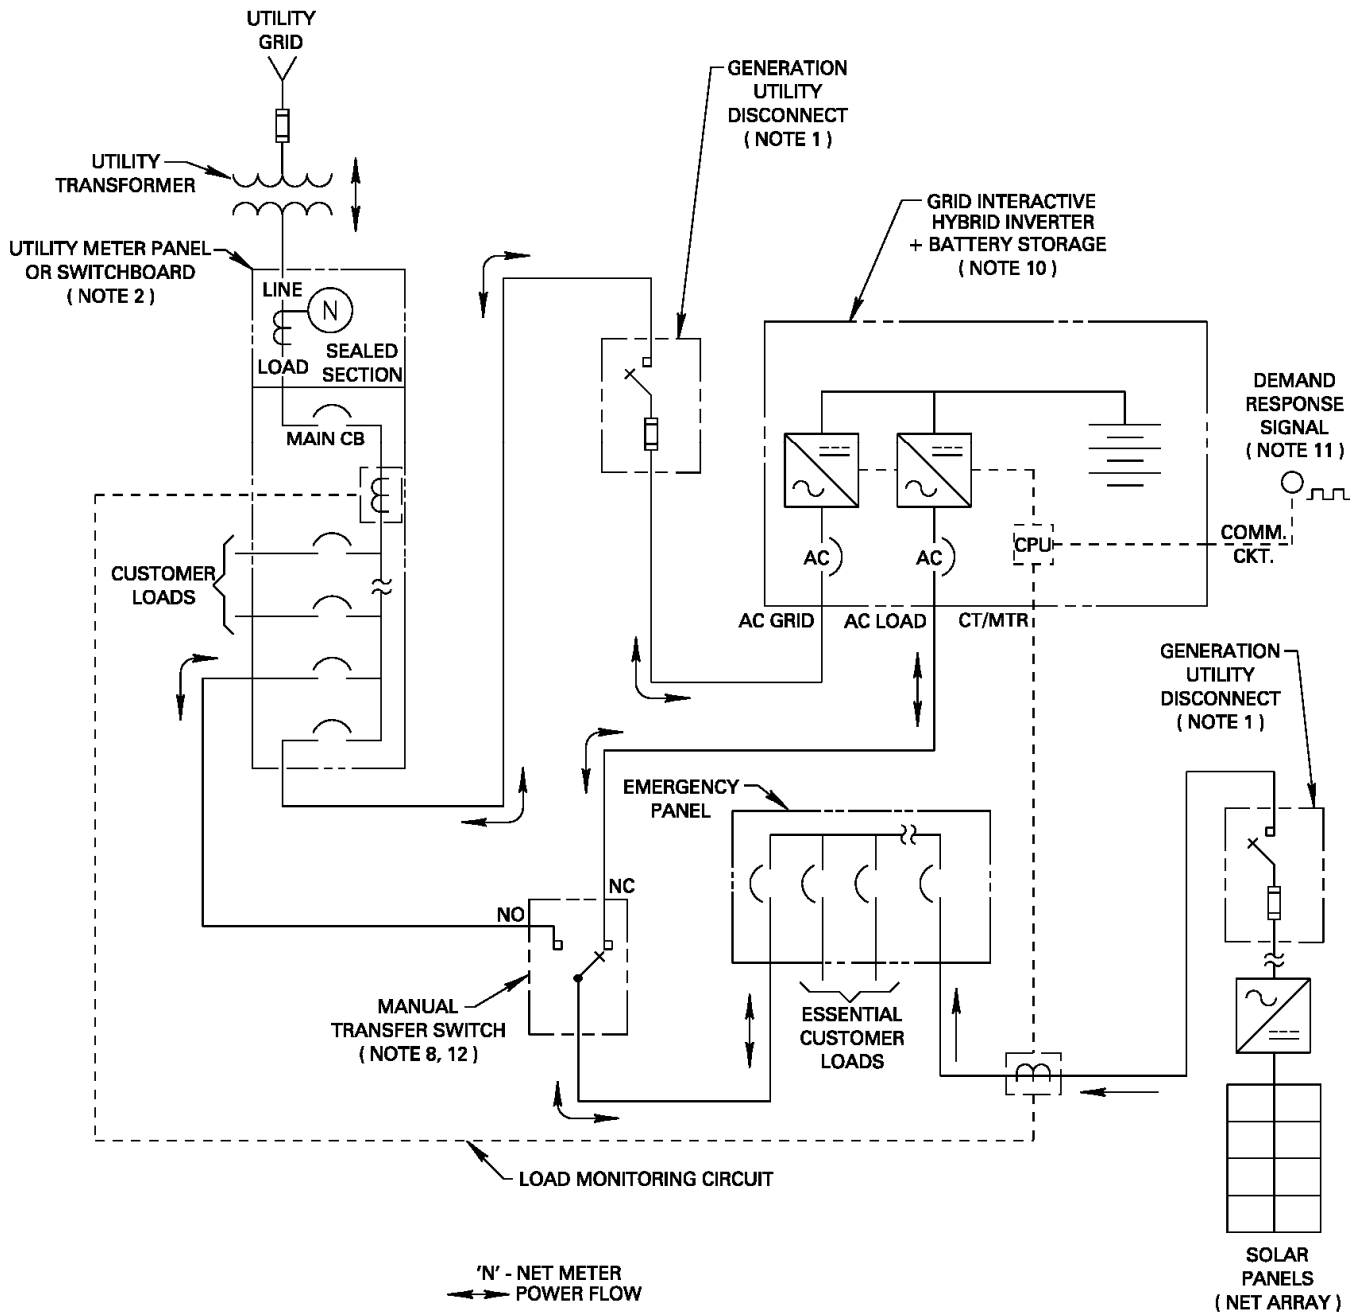 UTILITY
GRID
GENERATION
UTILITY
DISCONNECT
( NOTE 1 )
UTILITY
TRANSFORMER
GRID INTERACTIVE
HYBRID INVERTER
+ BATTERY STORAGE
( NOTE 10 )
UTILITY METER PANEL
OR SWITCHBOARD
( NOTE 2 )
LINE
N
LOAD
SEALED
SECTION
MAIN CB
DEMAND
RESPONSE
SIGNAL
( NOTE 11 )
CUSTOMER
LOADS
AC
AC
CPU
COMM.
CKT.
AC GRID
AC LOAD
CT/MTR
GENERATION
UTILITY
DISCONNECT
( NOTE 1 )
EMERGENCY
PANEL
NC
NO
MANUAL
TRANSFER SWITCH
( NOTE 8, 12 )
ESSENTIAL
CUSTOMER
LOADS
LOAD MONITORING CIRCUIT
SOLAR
PANELS
( NET ARRAY )
'N' - NET METER
POWER FLOW